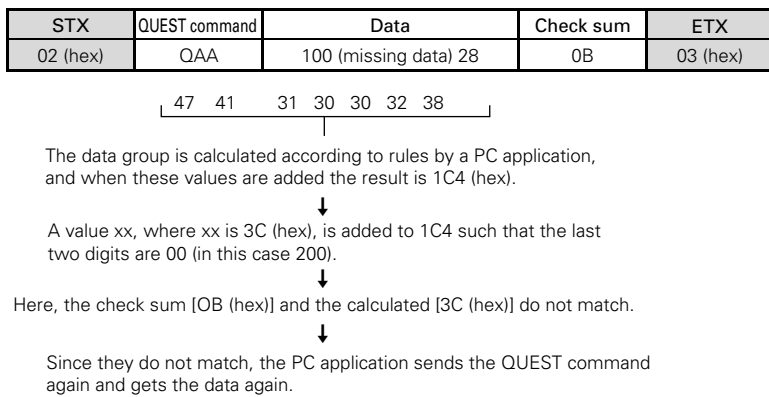 STX QUEST command Data Check sum ETX
02 (hex) QAA 100 (missing data) 28 0B 03 (hex)
47 41 31 30 30 32 38
The data group is calculated according to rules by a PC application,
and when these values are added the result is 1C4 (hex).
A value xx, where xx is 3C (hex), is added to 1C4 such that the last
two digits are 00 (in this case 200).
Here, the check sum [OB (hex)] and the calculated [3C (hex)] do not match.
Since they do not match, the PC application sends the QUEST command
again and gets the data again.